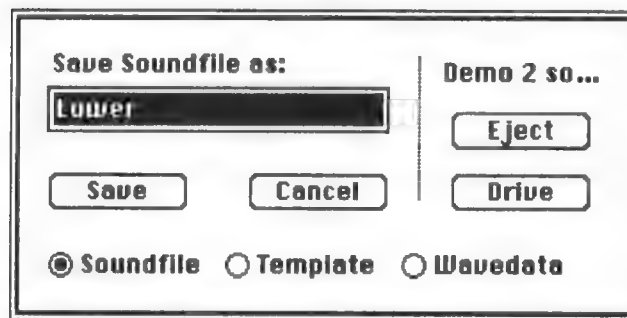 Save Soundfile as:
Demo 2 so...
Lower
Eject
Save
Cancel
Drive
Soundfile
Template
Wavedata